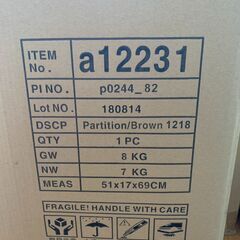 ITEM No. a12231
PI NO. p0244_82
LOT NO. 180814
DSCP Partition/Brown 1218
QTY 1 PC
GW 8 KG
NW 7 KG
MEAS 51x17x69CM
FRAGILE! HANDLE WITH CARE